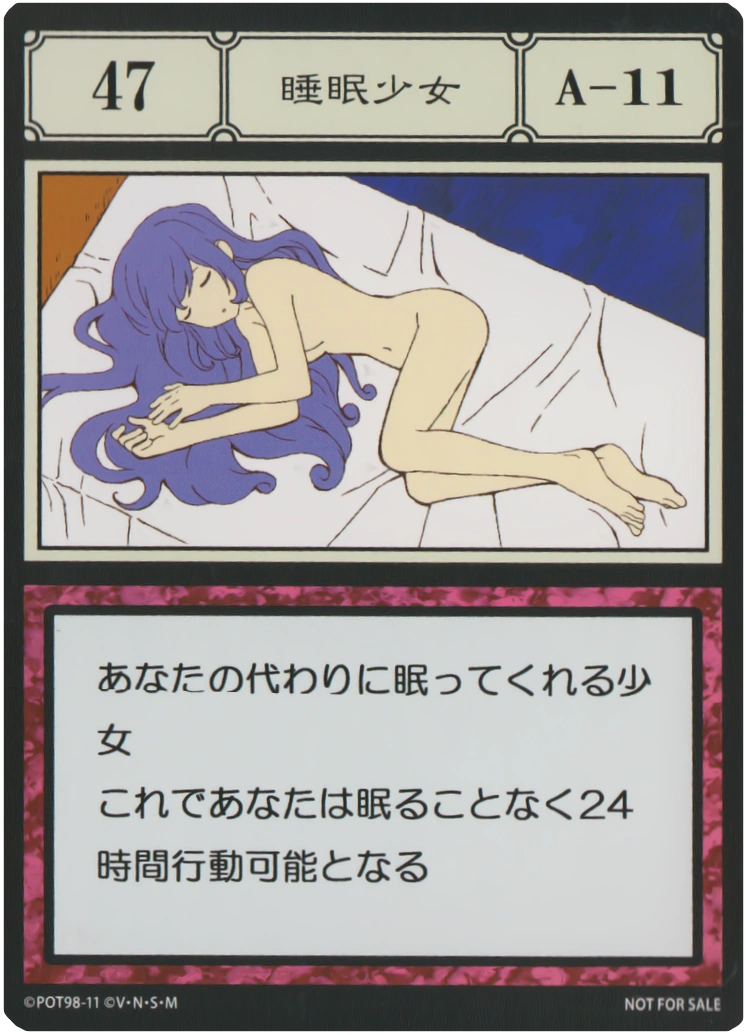 47
睡眠少女
A-11
あなたの代わりに眠ってくれる少
女
これであなたは眠ることなく24
時間行動可能となる
©POT98-11 ©V・N・S・M
NOT FOR SALE